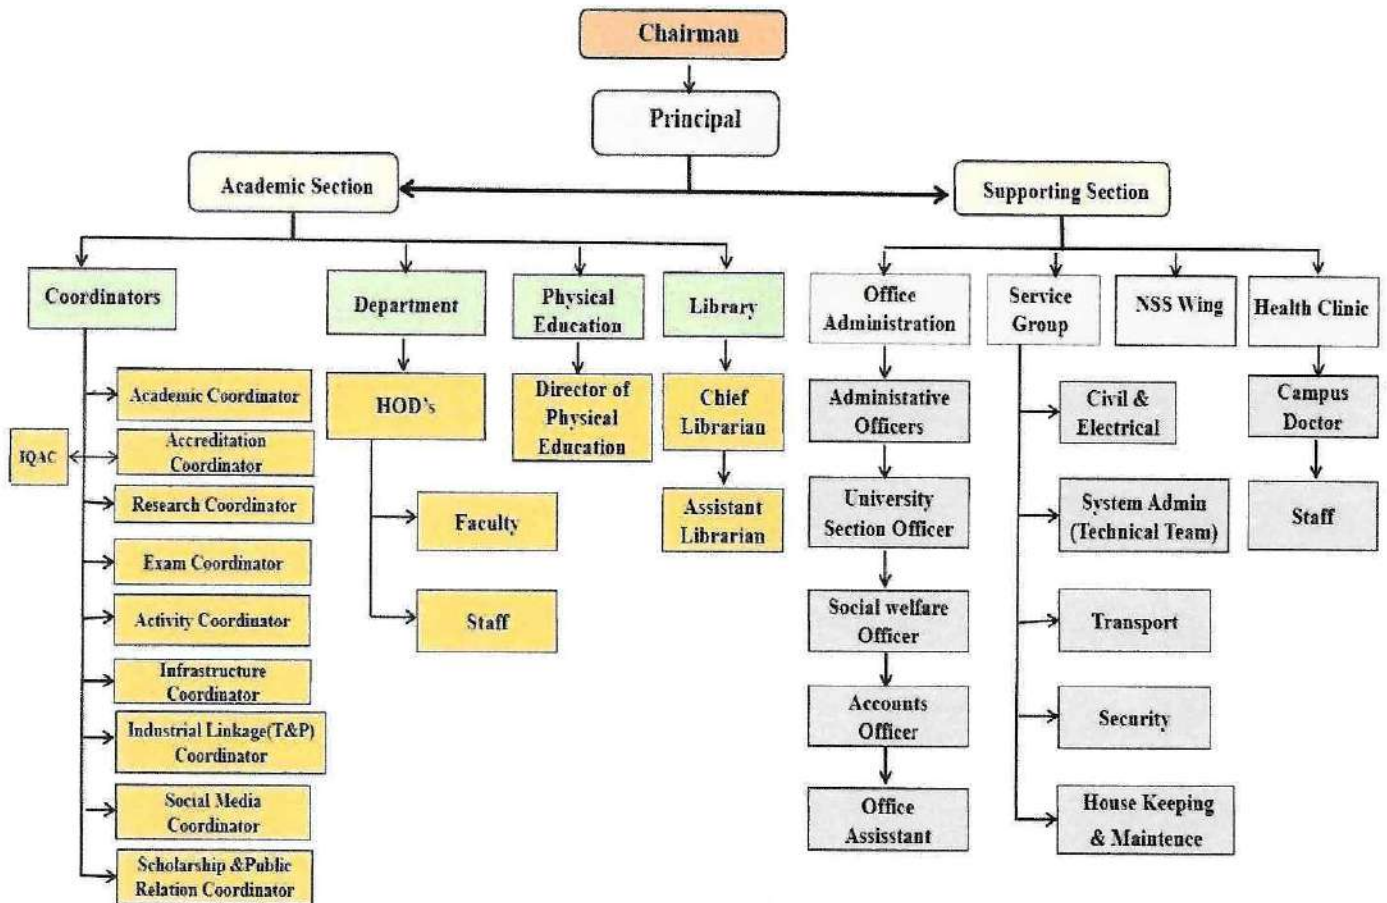 Chairman
Principal
Academic Section
Supporting Section
Coordinators
Department
Physical
Education
Library
Office
Administration
Service
Group
NSS Wing
Health Clinic
Academic Coordinator
IQAC
Accreditation
Coordinator
Research Coordinator
Exam Coordinator
Activity Coordinator
Infrastructure
Coordinator
Industrial Linkage(T&P)
Coordinator
Social Media
Coordinator
Scholarship &Public
Relation Coordinator
HOD's
Faculty
Staff
Director of
Physical
Education
Chief
Librarian
Assistant
Librarian
Administative
Officers
University
Section Officer
Social welfare
Officer
Accounts
Officer
Office
Assisstant
Civil &
Electrical
System Admin
(Technical Team)
Transport
Security
House Keeping
& Maintence
Campus
Doctor
Staff